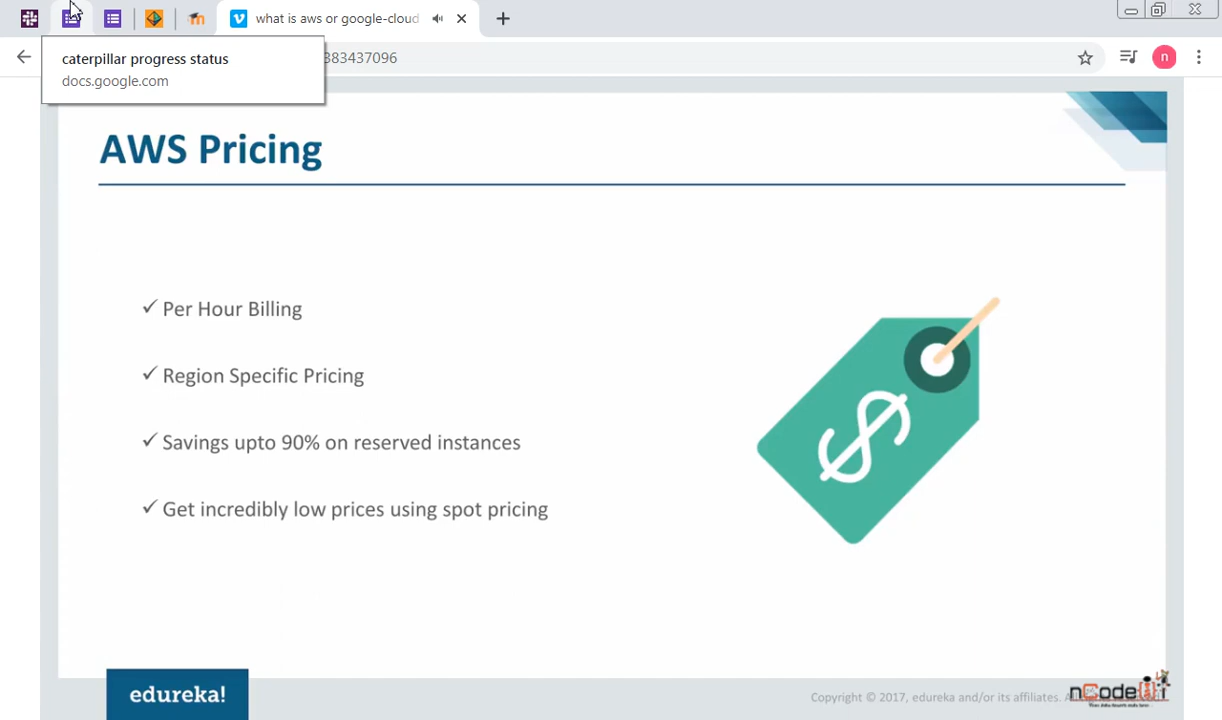 what is aws or google-cloud
383437096
n
caterpillar progress status
docs.google.com
AWS Pricing
✓ Per Hour Billing
✓ Region Specific Pricing
✓ Savings upto 90% on reserved instances
✓ Get incredibly low prices using spot pricing
$
edureka!
Copyright © 2017, edureka and/or its affiliates.